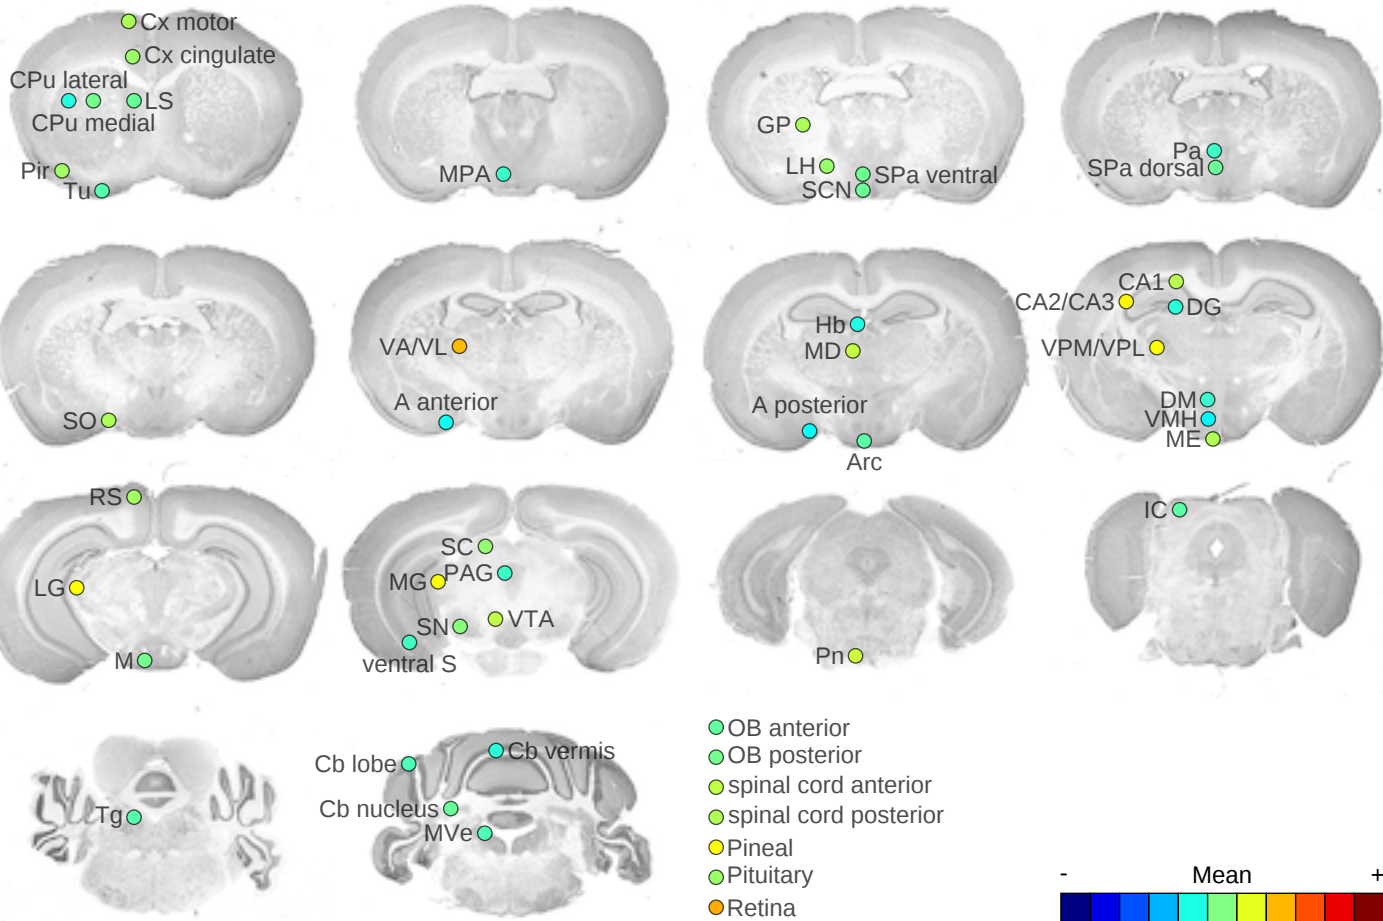 Cx motor
Cx cingulate
CPu lateral
LS
CPu medial
Pir
Tu
MPA
GP
LH
SPa ventral
SCN
Pa
SPa dorsal
SO
VA/VL
A anterior
Hb
MD
A posterior
Arc
CA1
CA2/CA3
DG
VPM/VPL
DM
VMH
ME
RS
LG
M
SC
PAG
MG
VTA
SN
ventral S
Pn
IC
Tg
Cb vermis
Cb lobe
Cb nucleus
MVe
OB anterior
OB posterior
spinal cord anterior
spinal cord posterior
Pineal
Pituitary
Retina
- Mean +